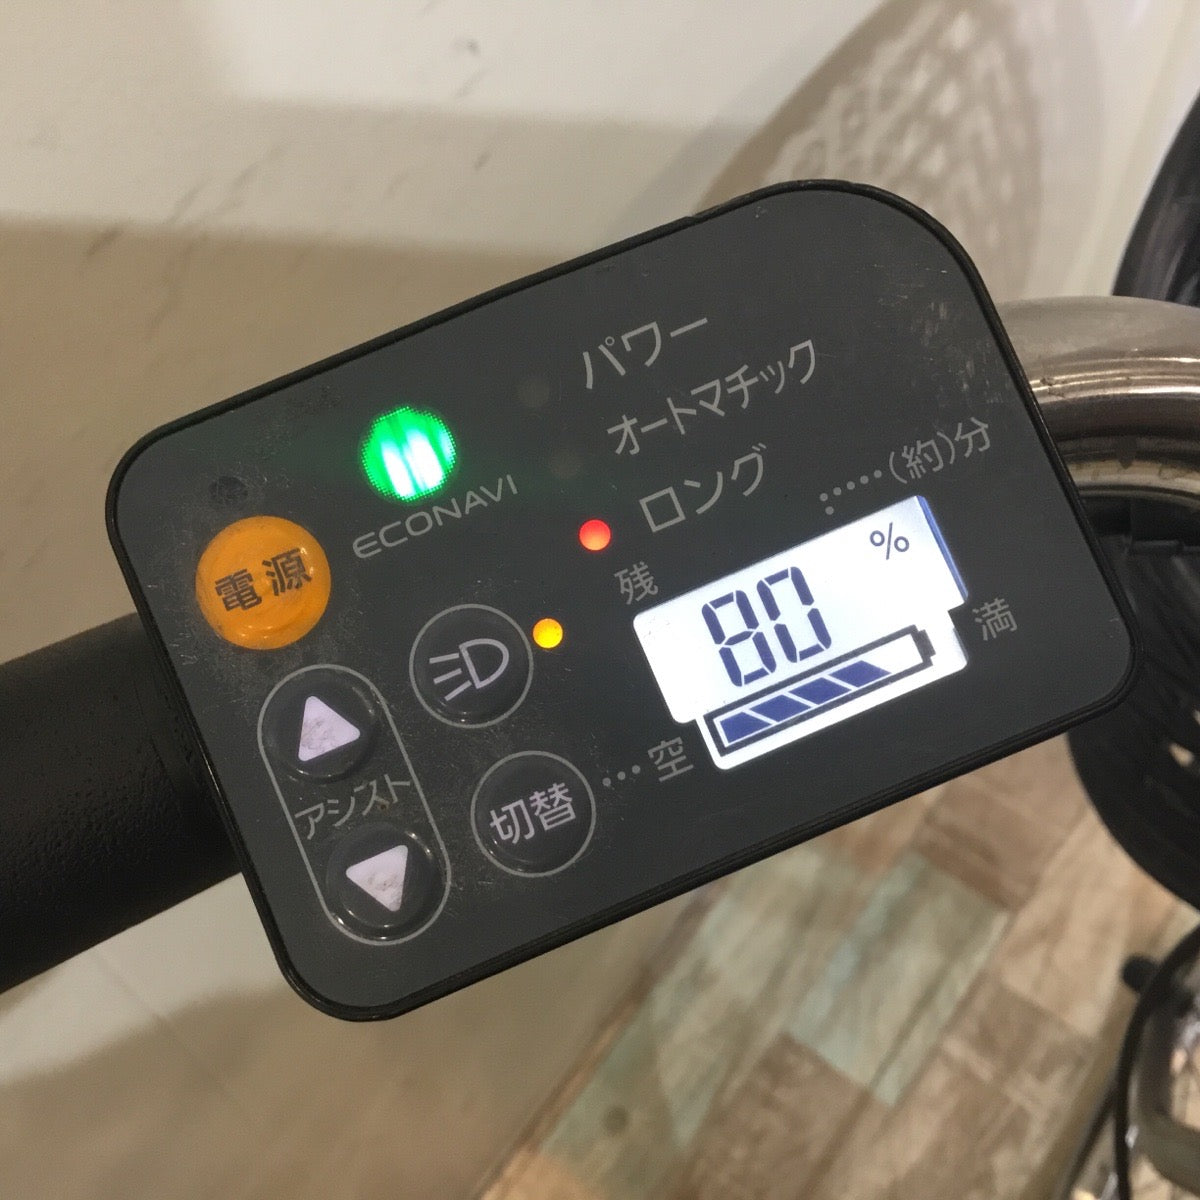 パワー
オートマチック
ロング
(約)分
ECONAVI
電源
残
%
80
満
空
アシスト
切替